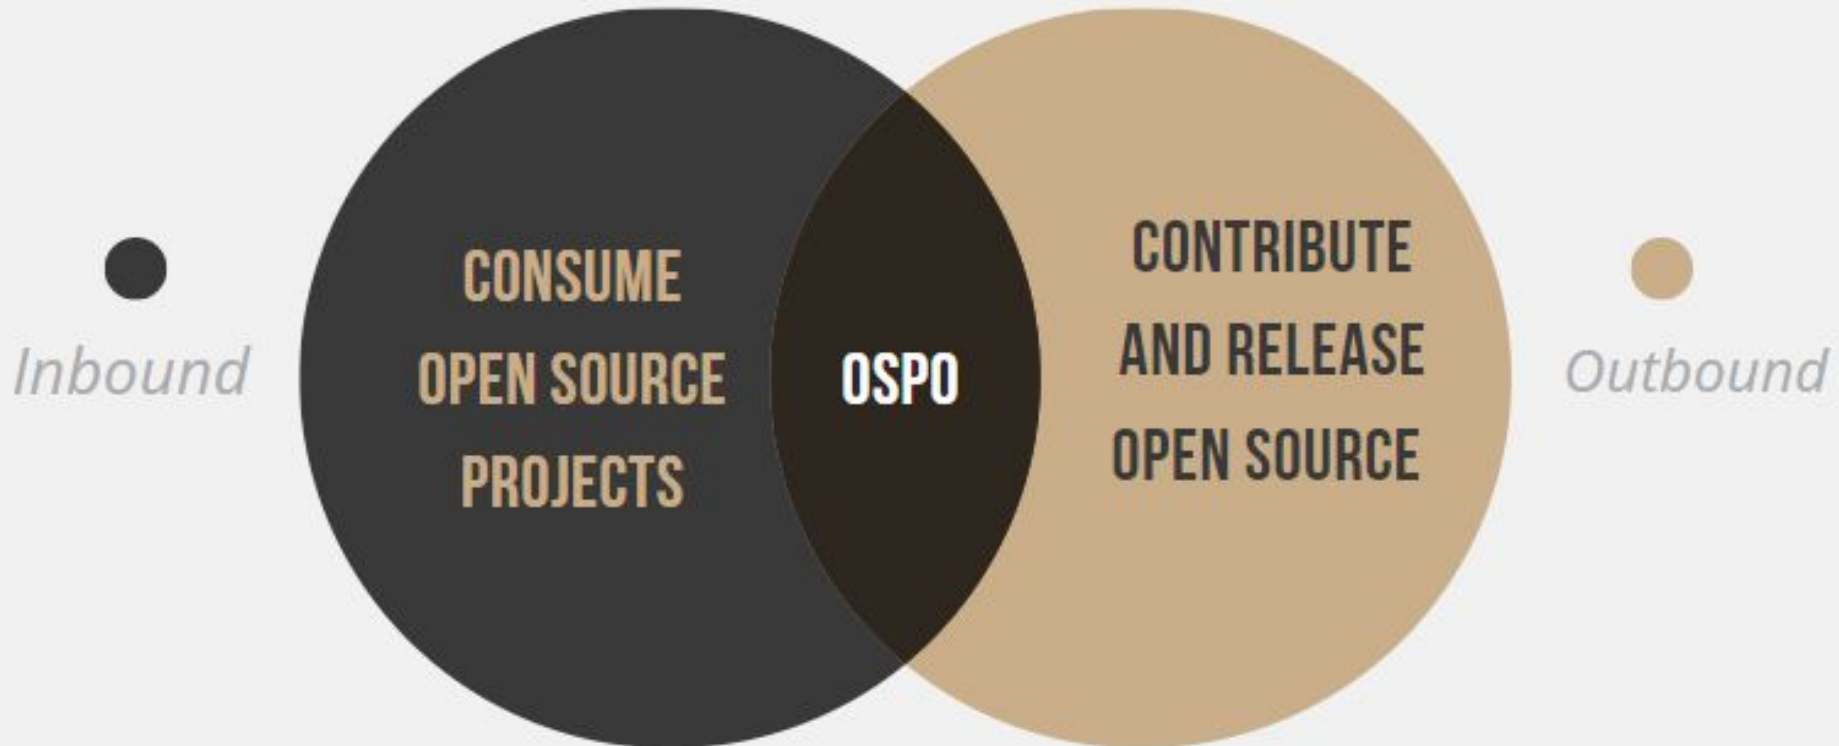 Inbound
CONSUME
OPEN SOURCE
PROJECTS
OSPO
CONTRIBUTE
AND RELEASE
OPEN SOURCE
Outbound